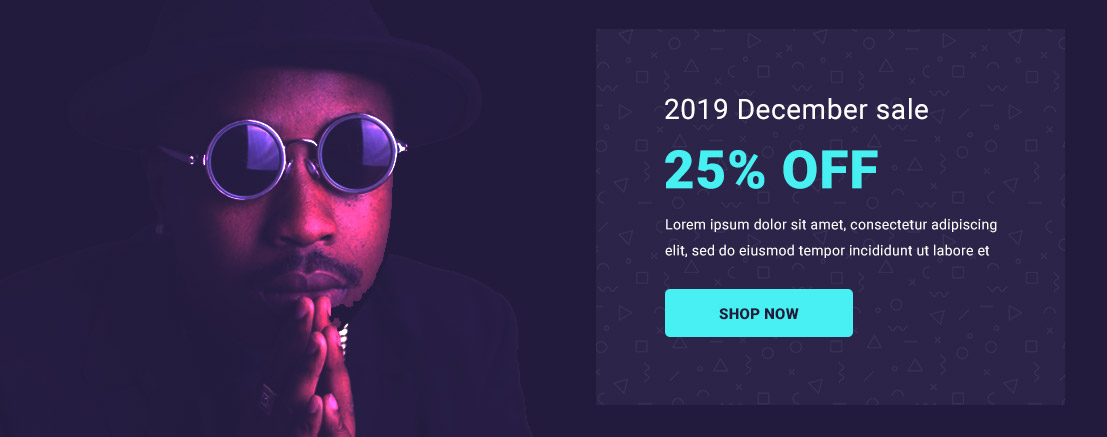 2019 December sale
25% OFF
Lorem ipsum dolor sit amet, consectetur adipiscing
elit, sed do eiusmod tempor incididunt ut labore et
SHOP NOW